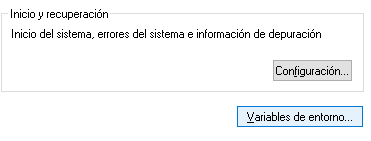 Inicio y recuperación
Inicio del sistema, errores del sistema e información de depuración
Configuración...
Variables de entorno...